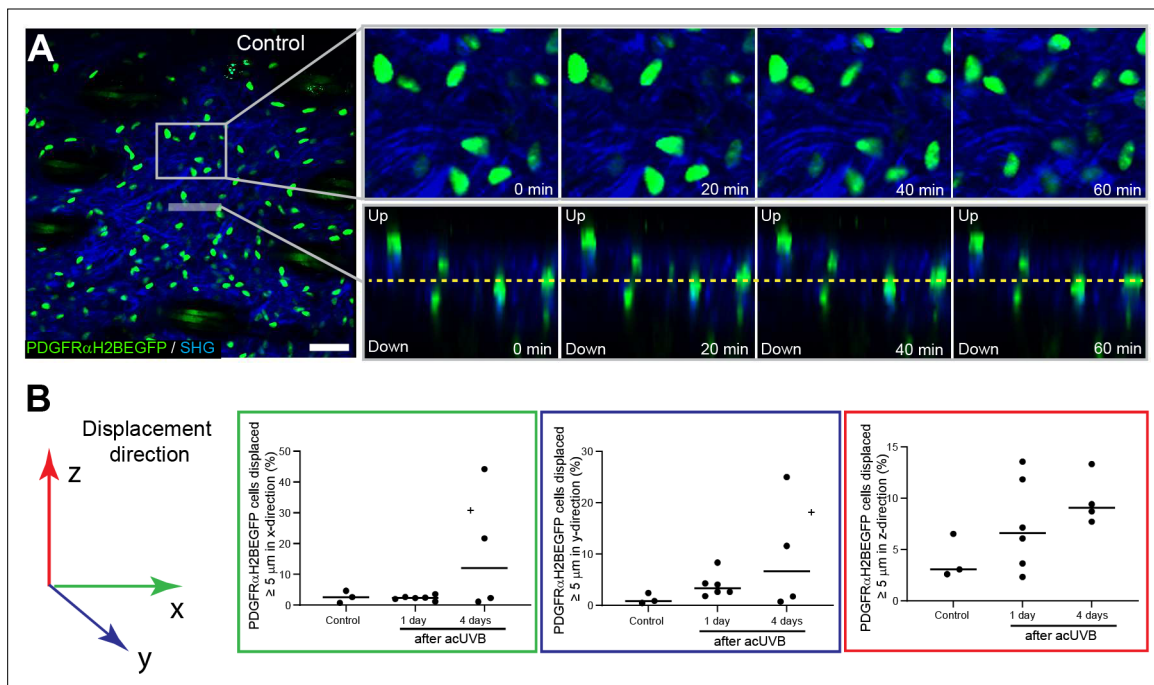 A
Control
0 min
20 min
40 min
60 min
Up
Up
Up
Up
Down
0 min
Down
20 min
Down
40 min
Down
60 min
PDGFRαH2BEGFP / SHG
B
Displacement
direction
z
x
y
PDGFRαH2BEGFP cells displaced
≥ 5 μm in x-direction (%)
50
40
30
20
10
0
+
Control
1 day
4 days
after acUVB
PDGFRαH2BEGFP cells displaced
≥ 5 μm in y-direction (%)
30
20
10
0
+
Control
1 day
4 days
after acUVB
PDGFRαH2BEGFP cells displaced
≥ 5 μm in z-direction (%)
15
10
5
0
Control
1 day
4 days
after acUVB